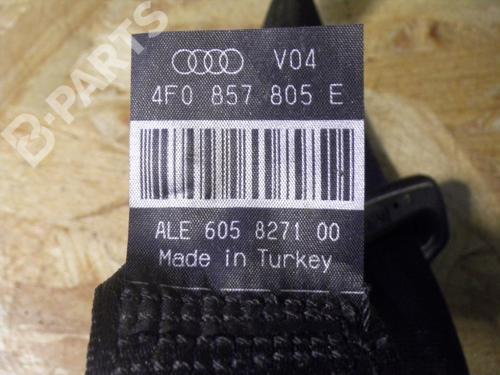 B-PARTS
V04
4F0 857 805 E
ALE 605 8271 00
Made in Turkey